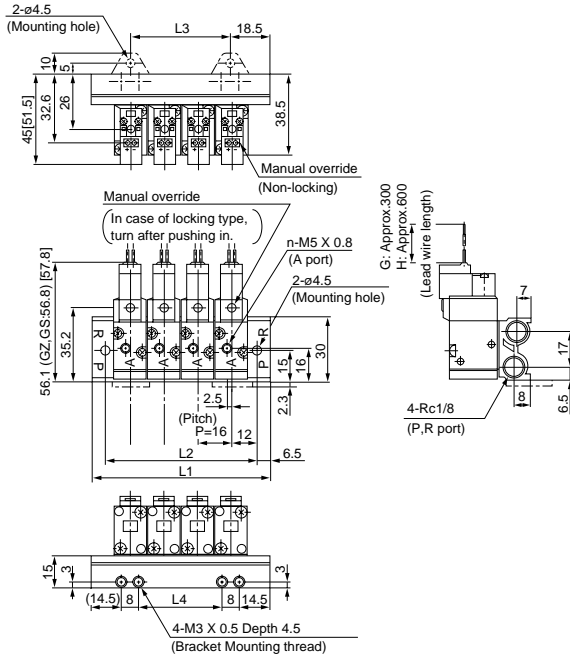 2-ø4.5
(Mounting hole)
L3
18.5
10
5
45[51.5]
32.6
26
38.5
Manual override
(Non-locking)
Manual override
(In case of locking type,
turn after pushing in.)
n-M5 X 0.8
(A port)
2-ø4.5
(Mounting hole)
G: Approx.300
H: Approx.600
(Lead wire length)
56.1 (GZ,GS:56.8) [57.8]
35.2
R
P
A
A
A
A
R
P
15
16
30
2.3
2.5
(Pitch)
P=16
12
L2
6.5
L1
7
17
8
6.5
4-Rc1/8
(P,R port)
15
3
3
(14.5)
8
L4
8
14.5
4-M3 X 0.5 Depth 4.5
(Bracket Mounting thread)